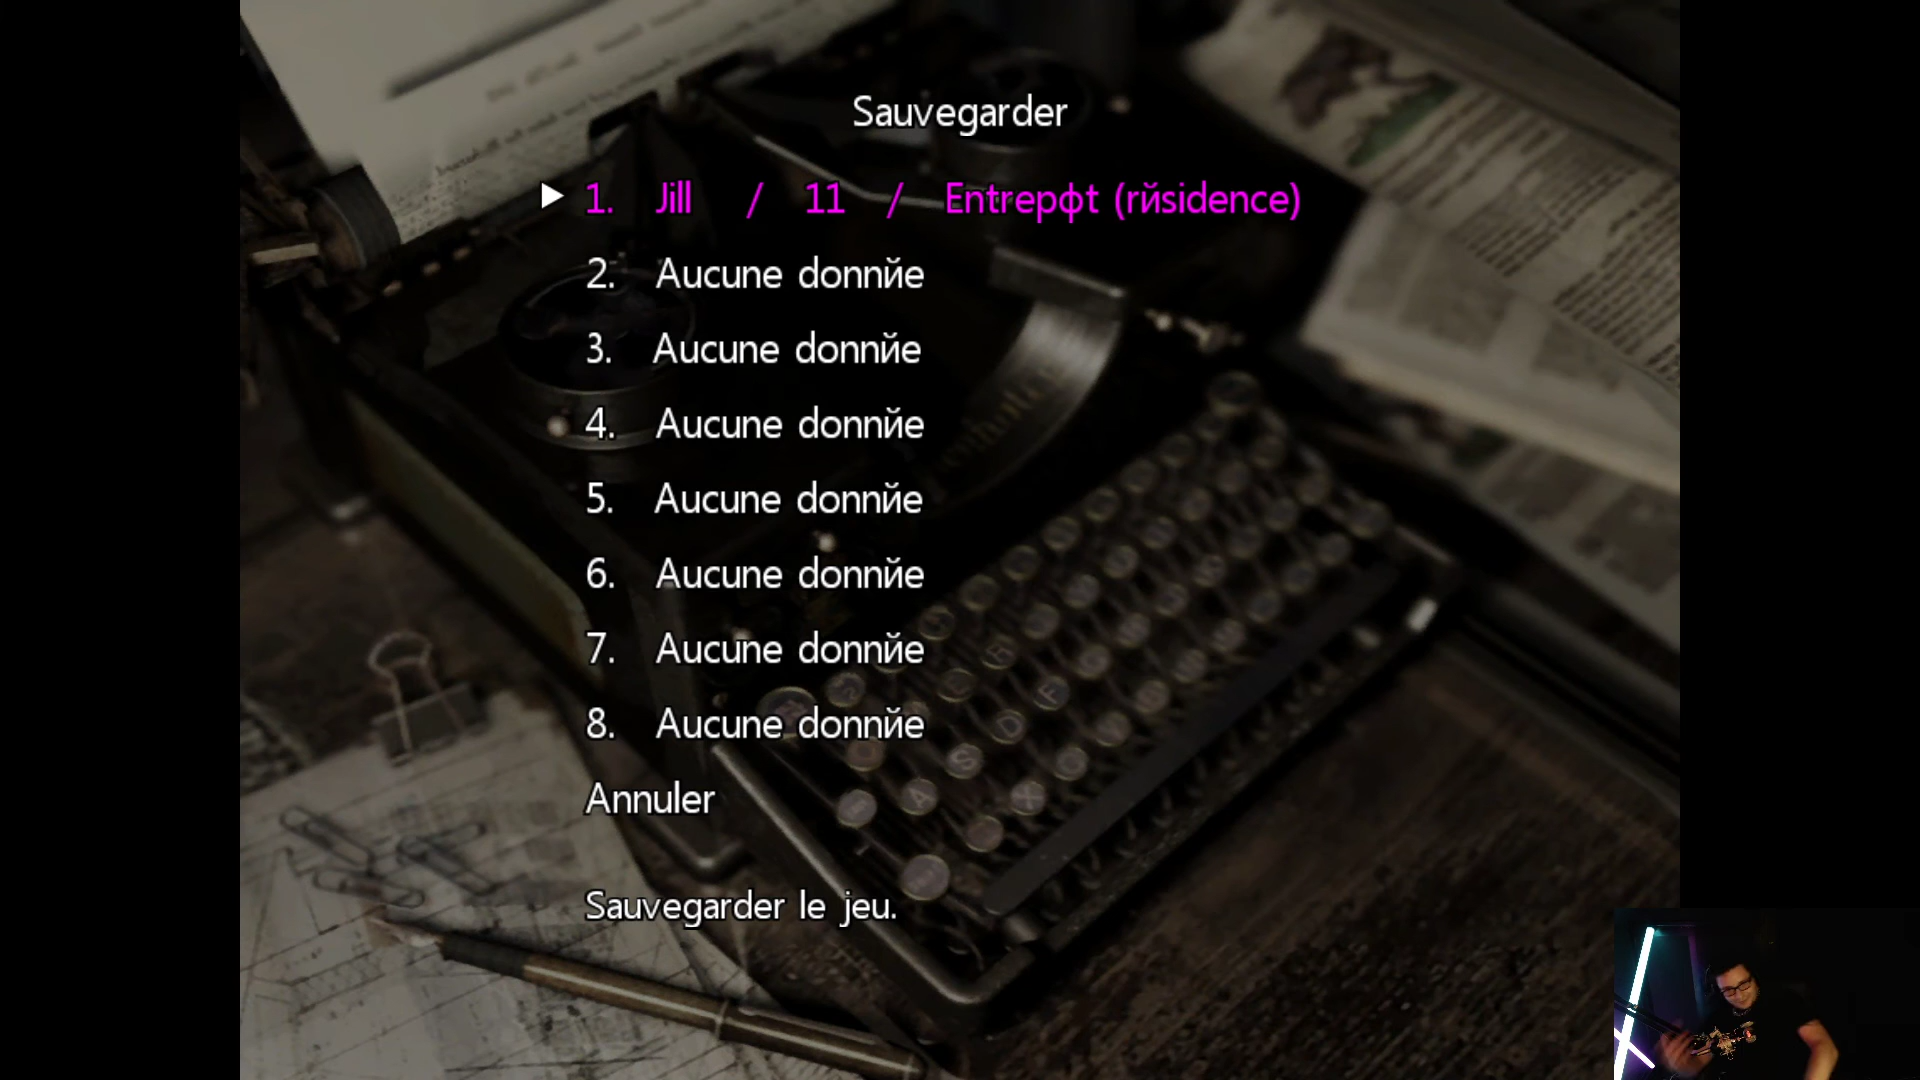 Sauvegarder
1. Jill / 11 / Entrepфt (rйsidence)
2. Aucune donnйe
3. Aucune donnйe
4. Aucune donnйe
5. Aucune donnйe
6. Aucune donnйe
7. Aucune donnйe
8. Aucune donnйe
Annuler
Sauvegarder le jeu.